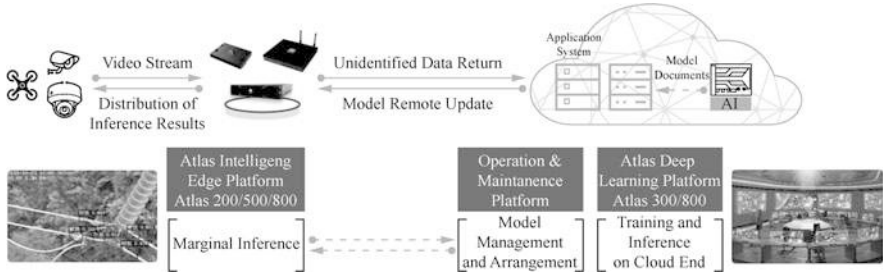 Application
System
Model
Documents
AI
Video Stream
Distribution of
Inference Results
Unidentified Data Return
Model Remote Update
Atlas Intelligeng
Edge Platform
Atlas 200/500/800
Marginal Inference
Operation &
Maintanence
Platform
Model
Management
and Arrangement
Atlas Deep
Learning Platform
Atlas 300/800
Training and
Inference
on Cloud End